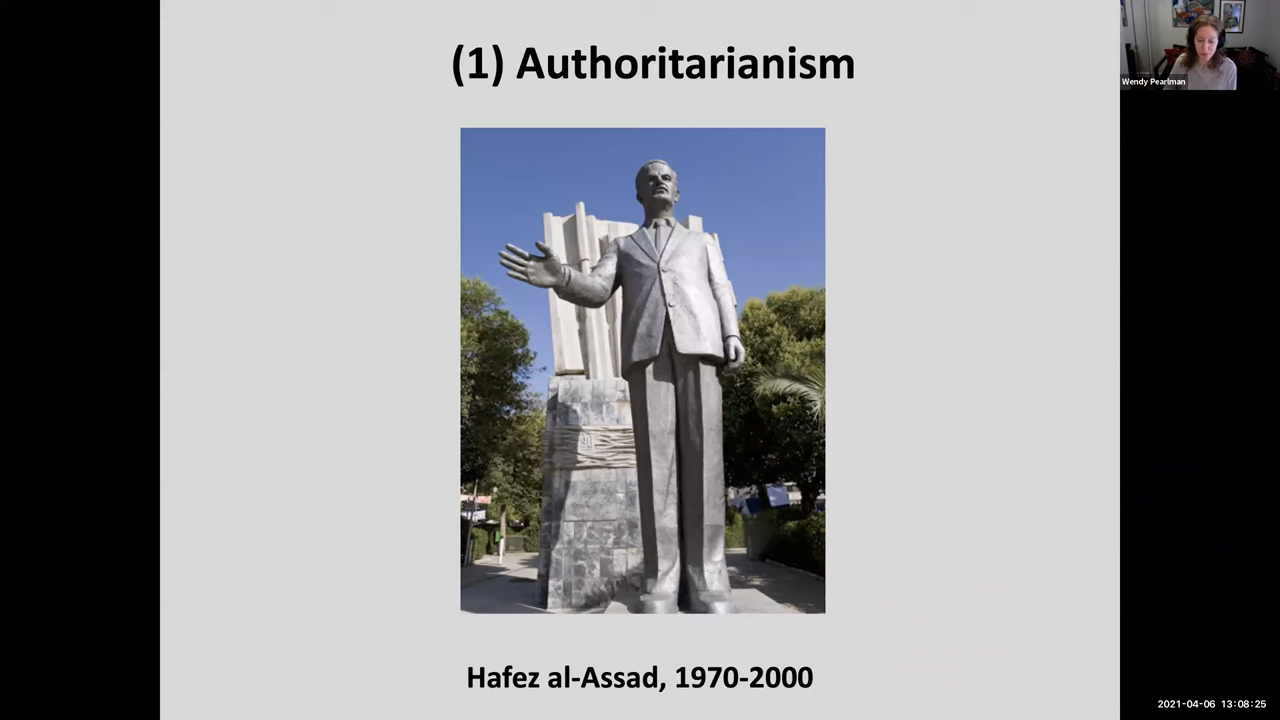 (1) Authoritarianism
Wendy Pearlman
Hafez al-Assad, 1970-2000
2021-04-06 13:08:25